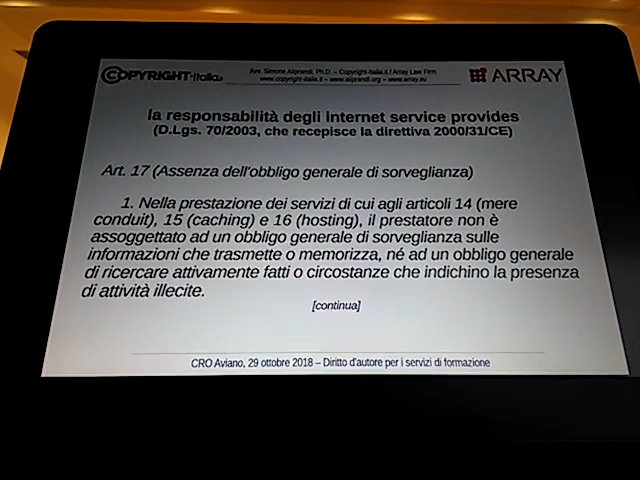 COPYRIGHT-Italia.it
Avv. Simone Aliprandi, Ph.D. – Copyright-Italia.it / Array Law Firm
www.copyright-italia.it – www.aliprandi.org – www.array.eu
ARRAY
la responsabilità degli internet service provides
(D.Lgs. 70/2003, che recepisce la direttiva 2000/31/CE)
Art. 17 (Assenza dell'obbligo generale di sorveglianza)
1. Nella prestazione dei servizi di cui agli articoli 14 (mere
conduit), 15 (caching) e 16 (hosting), il prestatore non è
assoggettato ad un obbligo generale di sorveglianza sulle
informazioni che trasmette o memorizza, né ad un obbligo generale
di ricercare attivamente fatti o circostanze che indichino la presenza
di attività illecite.
[continua]
CRO Aviano, 29 ottobre 2018 – Diritto d'autore per i servizi di formazione